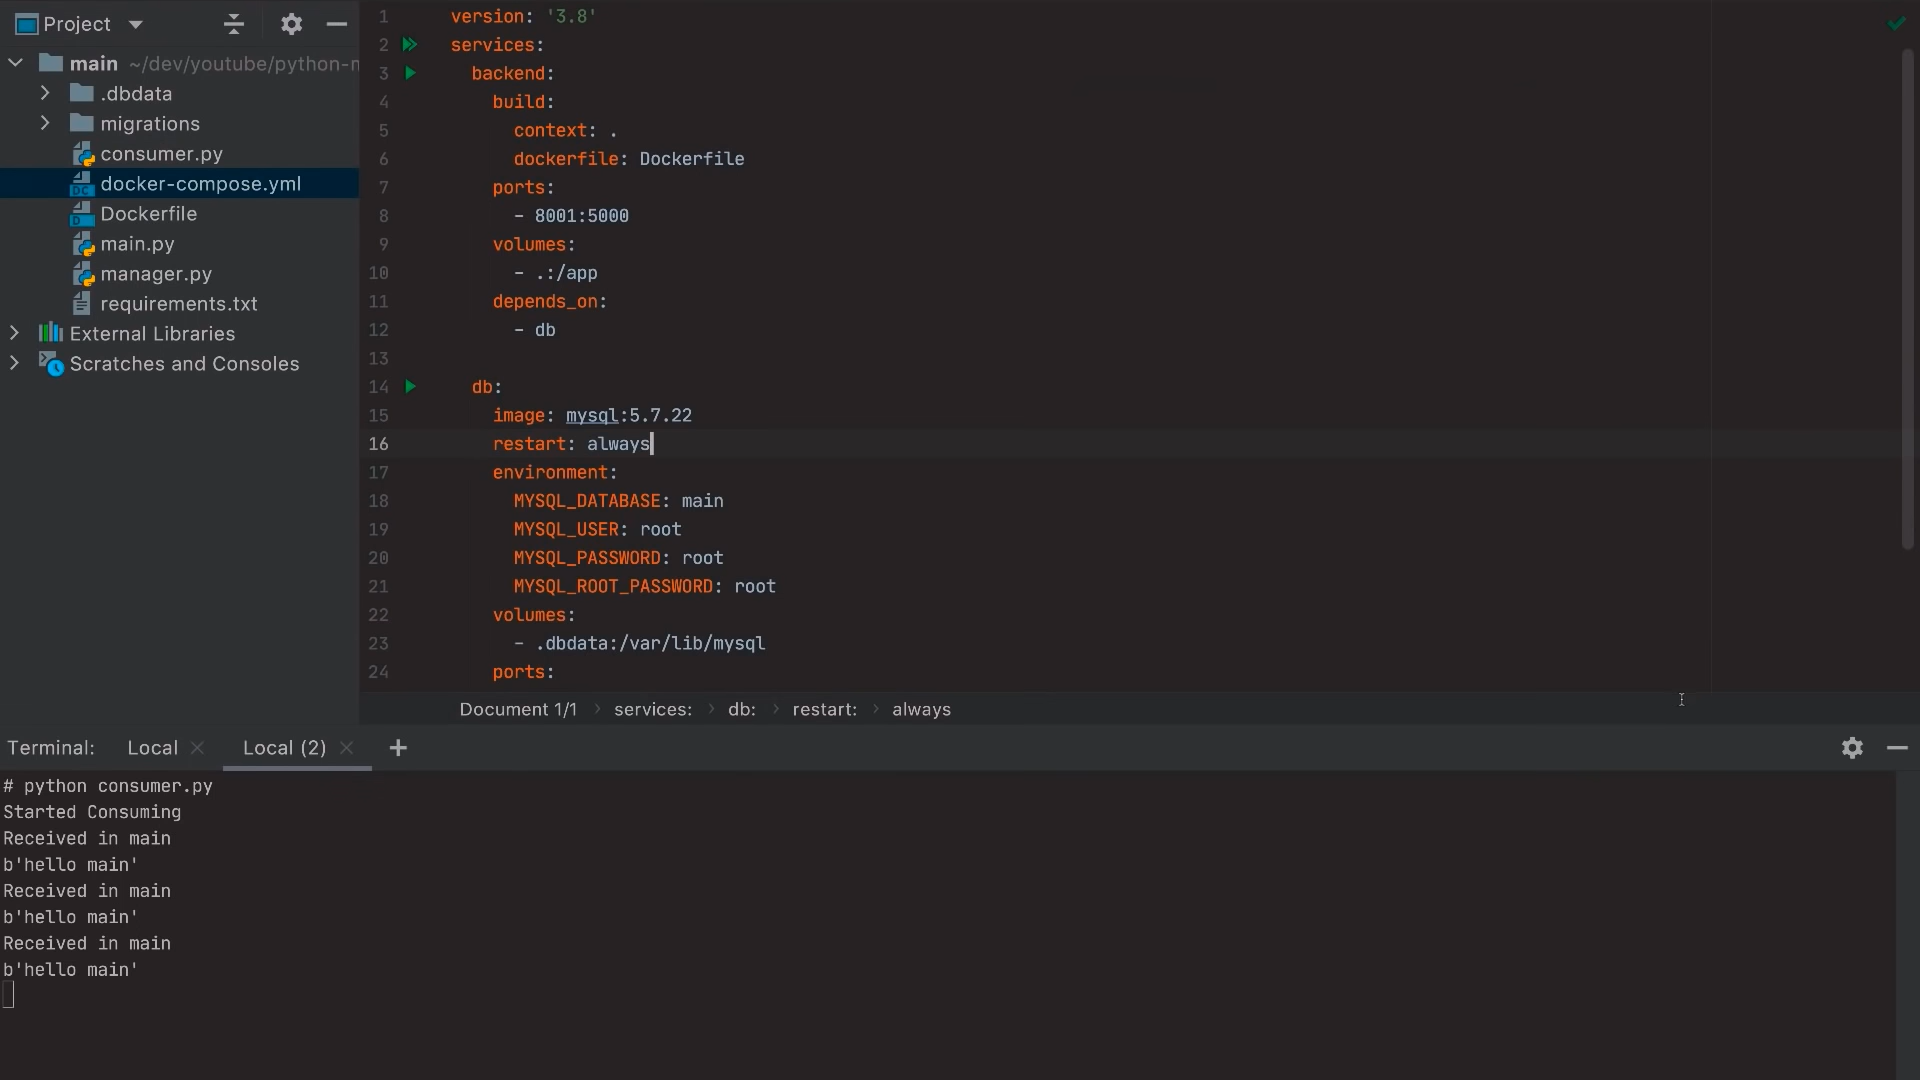 Project
main ~/dev/youtube/python-
.dbdata
migrations
consumer.py
docker-compose.yml
Dockerfile
main.py
manager.py
requirements.txt
External Libraries
Scratches and Consoles
1 version: '3.8'
2 services:
3 backend:
4 build:
5 context: .
6 dockerfile: Dockerfile
7 ports:
8 - 8001:5000
9 volumes:
10 - .:/app
11 depends_on:
12 - db
13
14 db:
15 image: mysql:5.7.22
16 restart: always
17 environment:
18 MYSQL_DATABASE: main
19 MYSQL_USER: root
20 MYSQL_PASSWORD: root
21 MYSQL_ROOT_PASSWORD: root
22 volumes:
23 - .dbdata:/var/lib/mysql
24 ports:
Document 1/1 › services: › db: › restart: › always
Terminal: Local Local (2)
# python consumer.py
Started Consuming
Received in main
b'hello main'
Received in main
b'hello main'
Received in main
b'hello main'